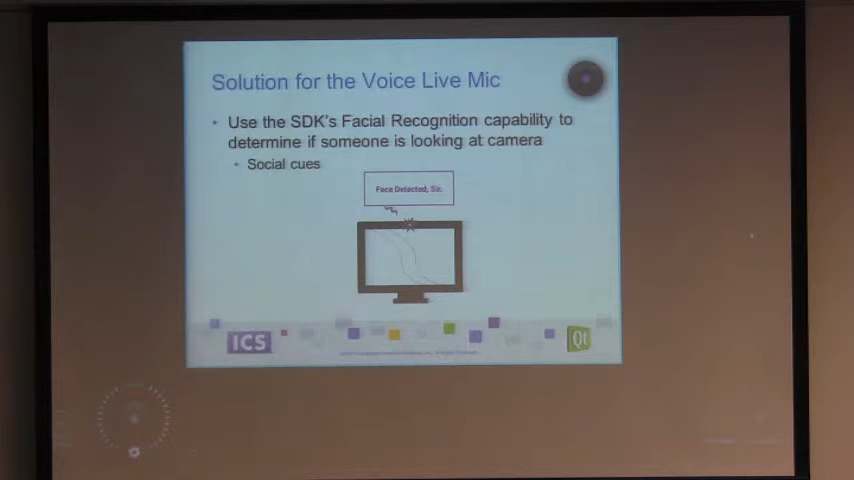 Solution for the Voice Live Mic
• Use the SDK's Facial Recognition capability to
determine if someone is looking at camera
• Social cues
Face Detected, Sir.
ICS
Qt